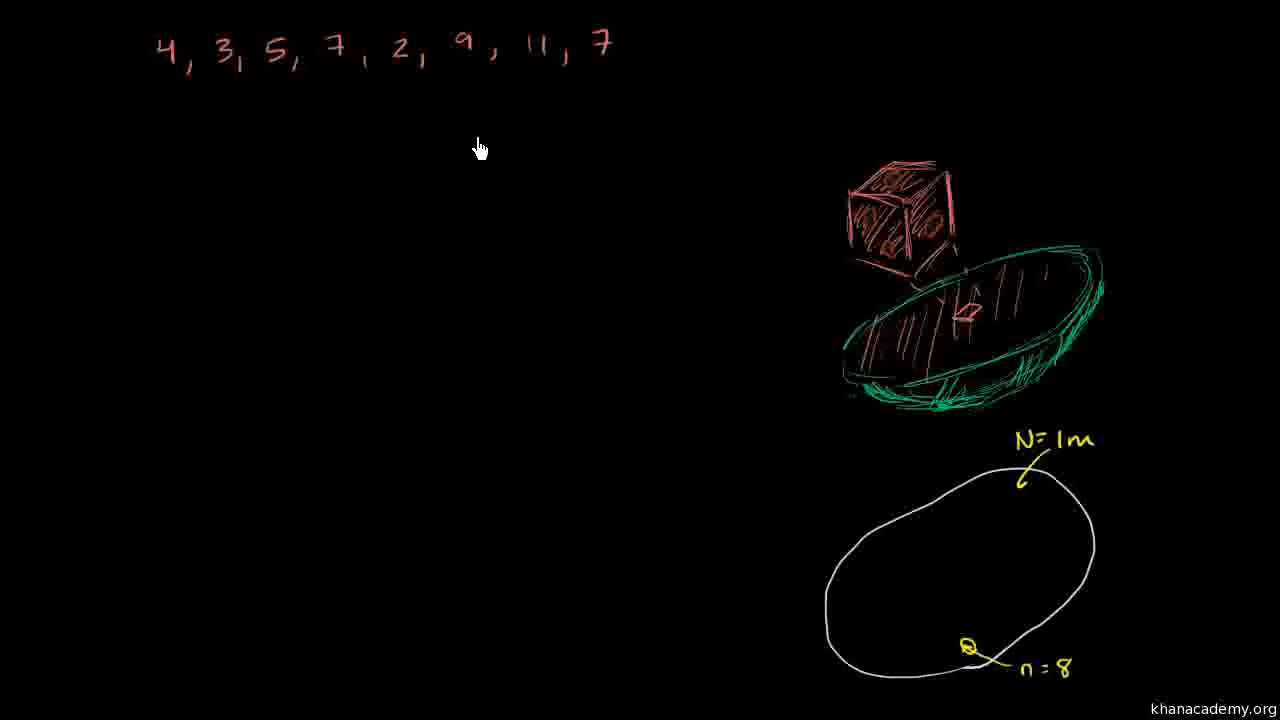 4, 3, 5, 7, 2, 9, 11, 7
N=1m
n=8
khanacademy.org